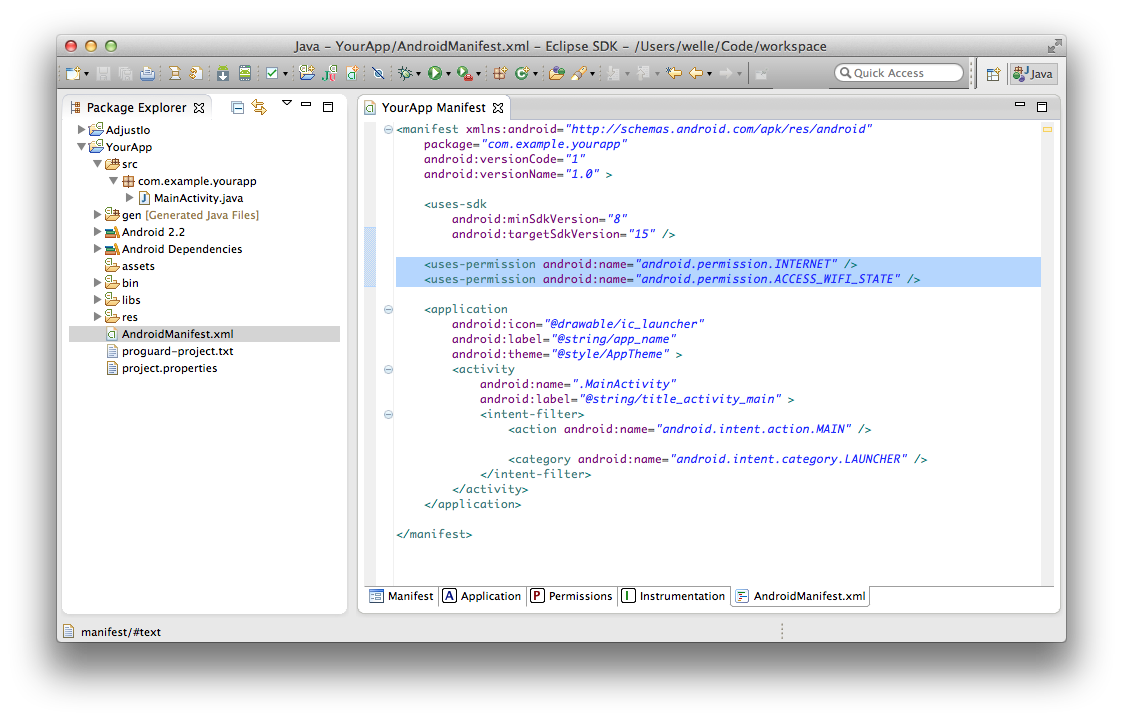 Java – YourApp/AndroidManifest.xml – Eclipse SDK – /Users/welle/Code/workspace
Quick Access
Java
Package Explorer
AdjustIo
YourApp
src
com.example.yourapp
MainActivity.java
gen [Generated Java Files]
Android 2.2
Android Dependencies
assets
bin
libs
res
AndroidManifest.xml
proguard-project.txt
project.properties
YourApp Manifest
<manifest xmlns:android="http://schemas.android.com/apk/res/android"
package="com.example.yourapp"
android:versionCode="1"
android:versionName="1.0" >
<uses-sdk
android:minSdkVersion="8"
android:targetSdkVersion="15" />
<uses-permission android:name="android.permission.INTERNET" />
<uses-permission android:name="android.permission.ACCESS_WIFI_STATE" />
<application
android:icon="@drawable/ic_launcher"
android:label="@string/app_name"
android:theme="@style/AppTheme" >
<activity
android:name=".MainActivity"
android:label="@string/title_activity_main" >
<intent-filter>
<action android:name="android.intent.action.MAIN" />
<category android:name="android.intent.category.LAUNCHER" />
</intent-filter>
</activity>
</application>
</manifest>
Manifest A Application P Permissions I Instrumentation AndroidManifest.xml
manifest/#text